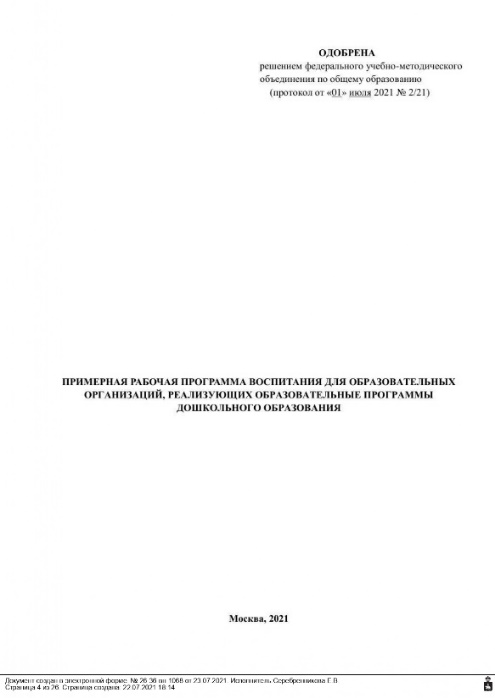 ОДОБРЕНА
решением федерального учебно-методического
объединения по общему образованию
(протокол от «01» июля 2021 № 2/21)
ПРИМЕРНАЯ РАБОЧАЯ ПРОГРАММА ВОСПИТАНИЯ ДЛЯ ОБРАЗОВАТЕЛЬНЫХ
ОРГАНИЗАЦИЙ, РЕАЛИЗУЮЩИХ ОБРАЗОВАТЕЛЬНЫЕ ПРОГРАММЫ
ДОШКОЛЬНОГО ОБРАЗОВАНИЯ
Москва, 2021
Документ создан в электронной форме. № 26.36 вн 1068 от 23.07.2021. Исполнитель: Серебренникова Г.В.
Страница 4 из 26. Страница создана: 22.07.2021 18:14